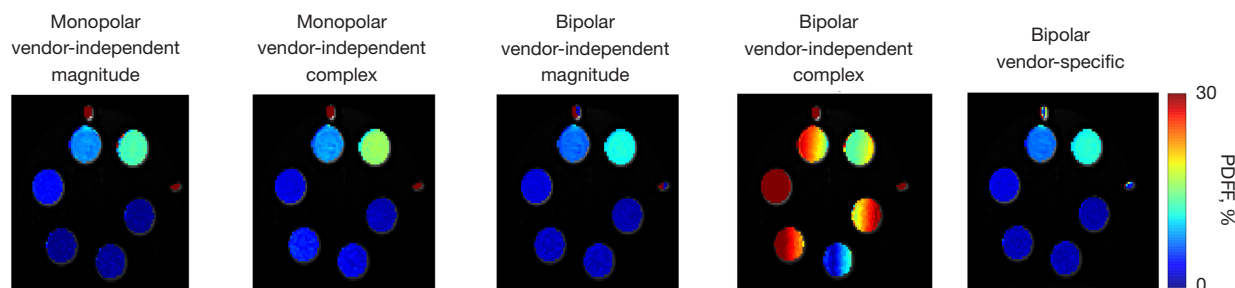 Monopolar
vendor-independent
magnitude
Monopolar
vendor-independent
complex
Bipolar
vendor-independent
magnitude
Bipolar
vendor-independent
complex
Bipolar
vendor-specific
30
PDFF, %
0